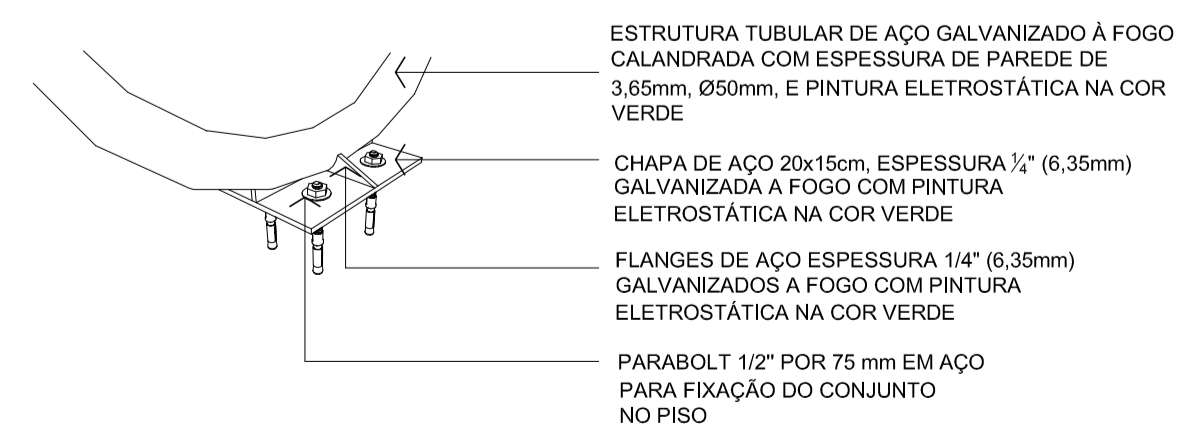 ESTRUTURA TUBULAR DE AÇO GALVANIZADO À FOGO
CALANDRADA COM ESPESSURA DE PAREDE DE
3,65mm, Ø50mm, E PINTURA ELETROSTÁTICA NA COR
VERDE
CHAPA DE AÇO 20x15cm, ESPESSURA ¼" (6,35mm)
GALVANIZADA A FOGO COM PINTURA
ELETROSTÁTICA NA COR VERDE
FLANGES DE AÇO ESPESSURA 1/4" (6,35mm)
GALVANIZADOS A FOGO COM PINTURA
ELETROSTÁTICA NA COR VERDE
PARABOLT 1/2" POR 75 mm EM AÇO
PARA FIXAÇÃO DO CONJUNTO
NO PISO